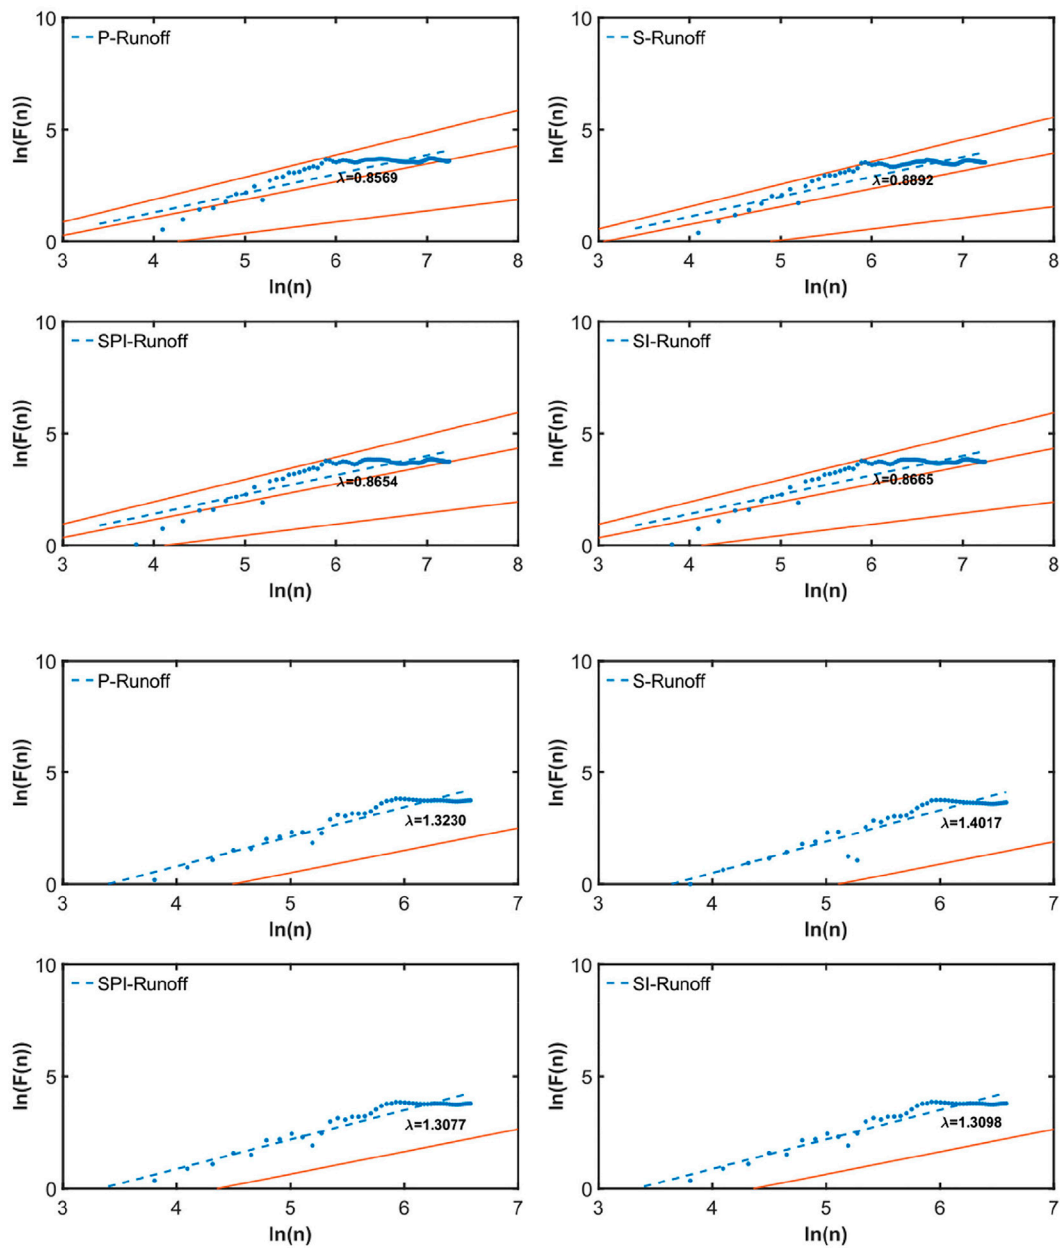 P-Runoff
10
5
0
ln(F(n))
λ=0.8569
3 4 5 6 7 8
ln(n)
S-Runoff
10
5
0
ln(F(n))
λ=0.8892
3 4 5 6 7 8
ln(n)
SPI-Runoff
10
5
0
ln(F(n))
λ=0.8654
3 4 5 6 7 8
ln(n)
SI-Runoff
10
5
0
ln(F(n))
λ=0.8665
3 4 5 6 7 8
ln(n)
P-Runoff
10
5
0
ln(F(n))
λ=1.3230
3 4 5 6 7
ln(n)
S-Runoff
10
5
0
ln(F(n))
λ=1.4017
3 4 5 6 7
ln(n)
SPI-Runoff
10
5
0
ln(F(n))
λ=1.3077
3 4 5 6 7
ln(n)
SI-Runoff
10
5
0
ln(F(n))
λ=1.3098
3 4 5 6 7
ln(n)